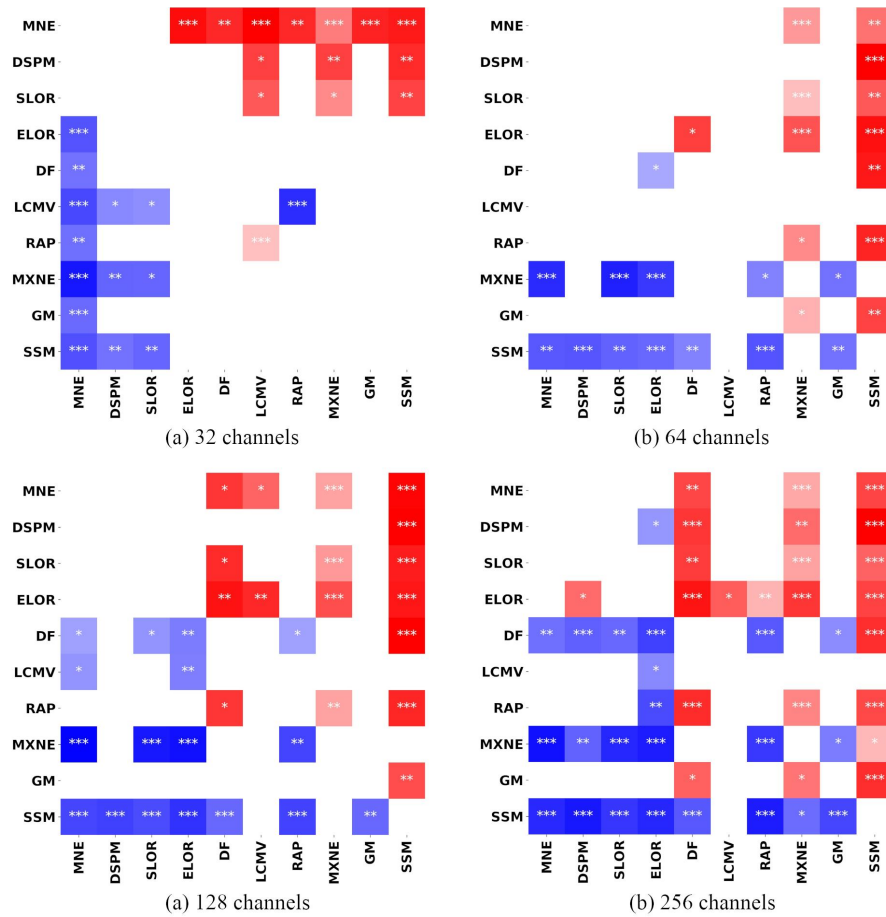 MNE *** ** *** ** *** *** ***
DSPM * ** **
SLOR * * **
ELOR ***
DF **
LCMV *** * * ***
RAP ** ***
MXNE *** ** *
GM ***
SSM *** ** **
MNE DSPM SLOR ELOR DF LCMV RAP MXNE GM SSM
(a) 32 channels
MNE *** **
DSPM ***
SLOR *** **
ELOR * *** ***
DF * **
LCMV
RAP * ***
MXNE *** *** *** * *
GM * **
SSM ** *** ** *** ** *** **
MNE DSPM SLOR ELOR DF LCMV RAP MXNE GM SSM
(b) 64 channels
MNE * * *** ***
DSPM ***
SLOR * *** ***
ELOR ** ** *** ***
DF * * ** * ***
LCMV * **
RAP * ** ***
MXNE *** *** *** **
GM **
SSM *** *** *** *** *** *** **
MNE DSPM SLOR ELOR DF LCMV RAP MXNE GM SSM
(a) 128 channels
MNE ** *** ***
DSPM * *** ** ***
SLOR ** *** ***
ELOR * *** * ** *** ***
DF ** *** ** *** *** * ***
LCMV *
RAP ** *** *** ***
MXNE *** ** *** *** *** * *
GM * * ***
SSM *** *** *** *** *** *** * ***
MNE DSPM SLOR ELOR DF LCMV RAP MXNE GM SSM
(b) 256 channels